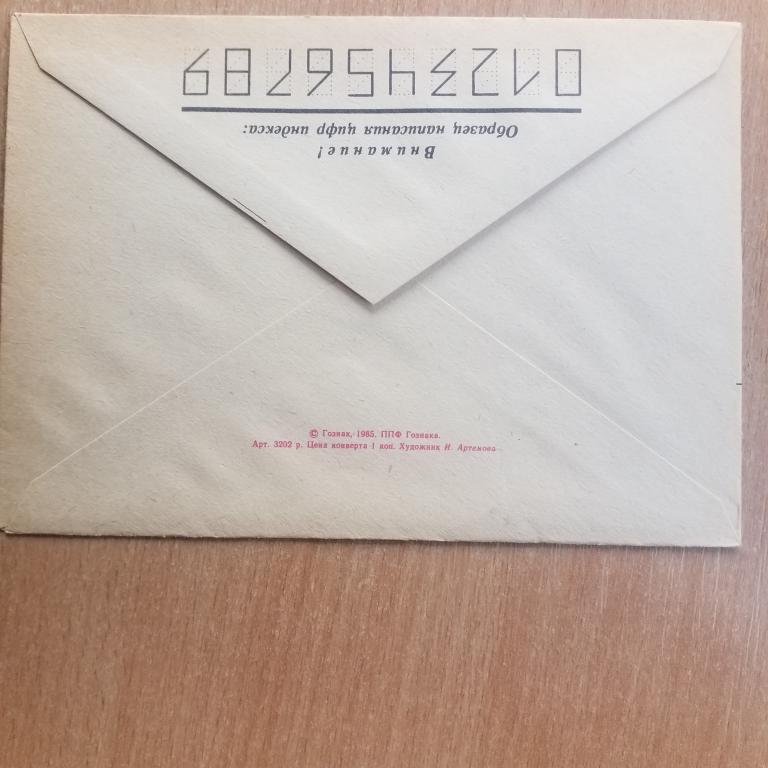 Внимание!
Образец написания цифр индекса:
0123456789
© Гознак, 1985. ППФ Гознака.
Арт. 3202 р. Цена конверта 1 коп. Художник И. Артемова